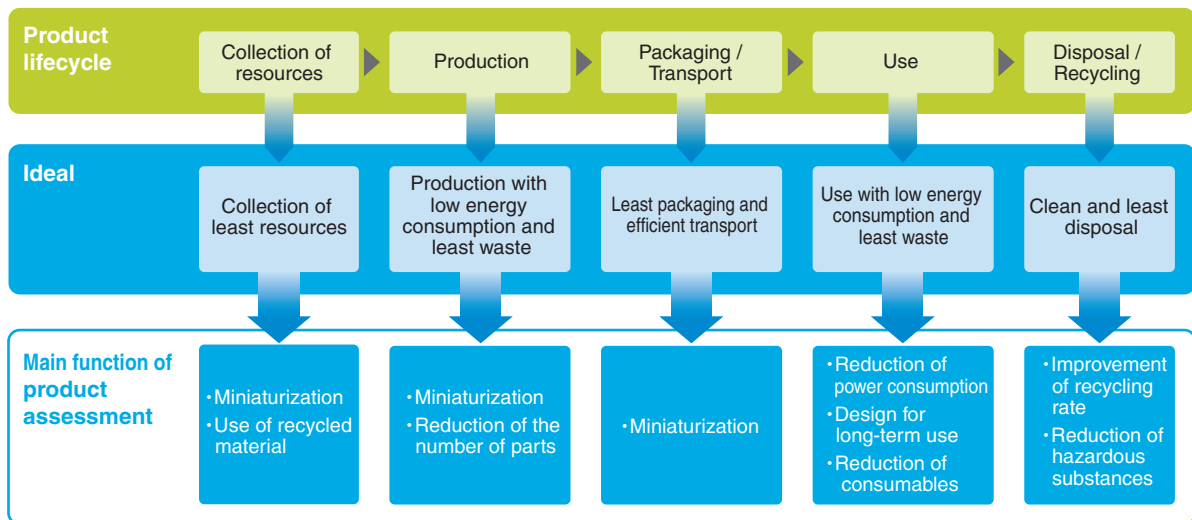 Product
lifecycle
Collection of
resources
Production
Packaging /
Transport
Use
Disposal /
Recycling
Ideal
Collection of
least resources
Production with
low energy
consumption and
least waste
Least packaging and
efficient transport
Use with low energy
consumption and
least waste
Clean and least
disposal
Main function of
product
assessment
・Miniaturization
・Use of recycled
material
・Miniaturization
・Reduction of the
number of parts
・Miniaturization
・Reduction of
power consumption
・Design for
long-term use
・Reduction of
consumables
・Improvement
of recycling
rate
・Reduction of
hazardous
substances